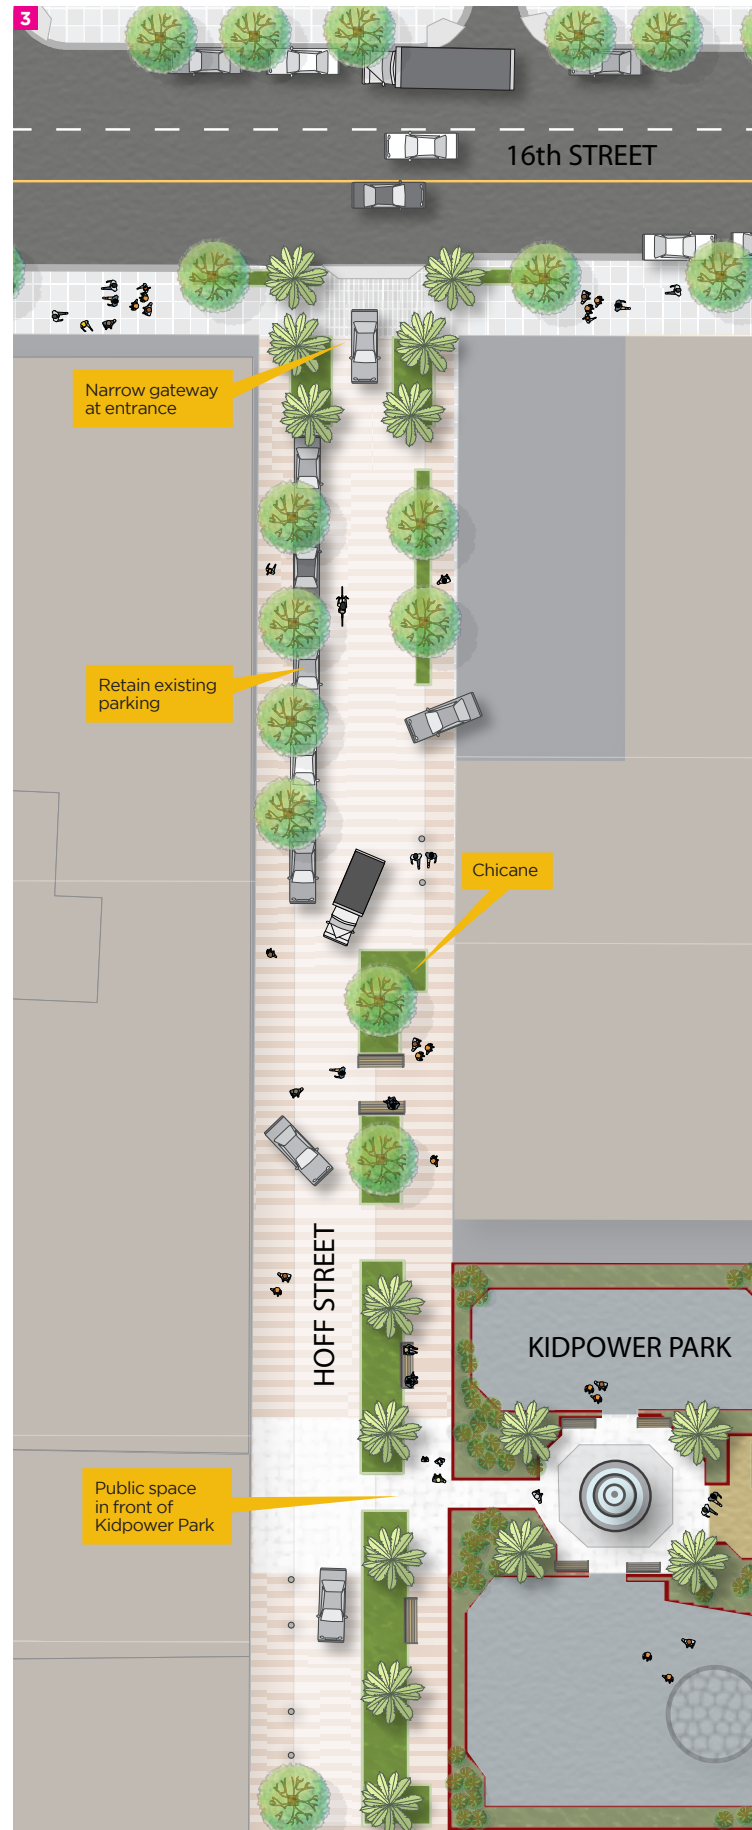 3
16th STREET
Narrow gateway
at entrance
Retain existing
parking
Chicane
HOFF STREET
KIDPOWER PARK
Public space
in front of
Kidpower Park